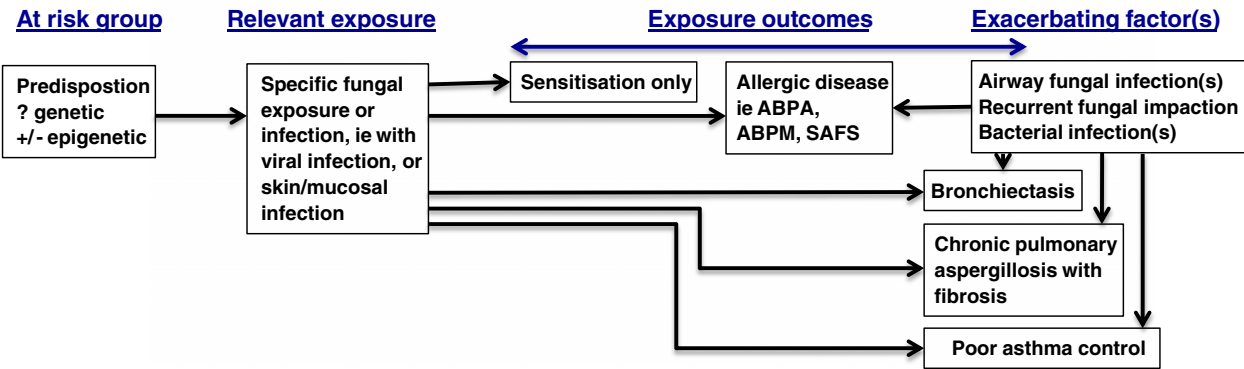 At risk group
Relevant exposure
Exposure outcomes
Exacerbating factor(s)
Predispostion
? genetic
+/- epigenetic
Specific fungal
exposure or
infection, ie with
viral infection, or
skin/mucosal
infection
Sensitisation only
Allergic disease
ie ABPA,
ABPM, SAFS
Airway fungal infection(s)
Recurrent fungal impaction
Bacterial infection(s)
Bronchiectasis
Chronic pulmonary
aspergillosis with
fibrosis
Poor asthma control